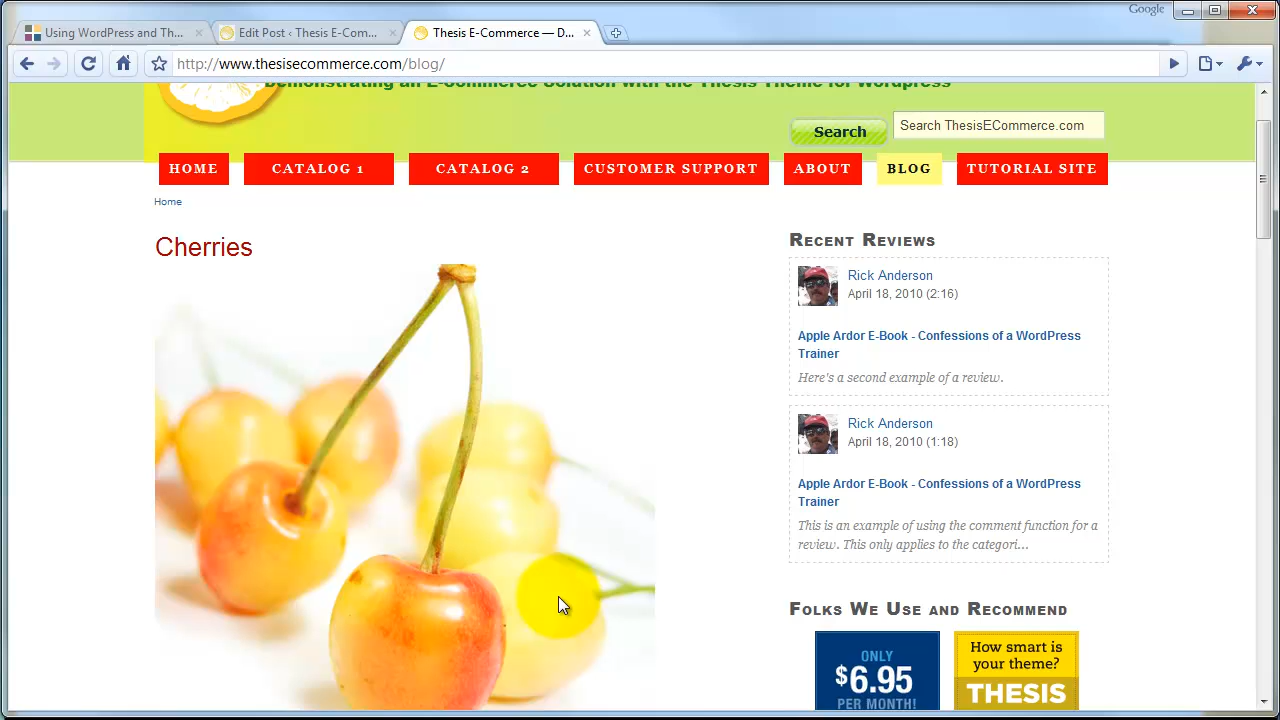 Google
Using WordPress and Th...
Edit Post ‹ Thesis E-Com...
Thesis E-Commerce — D...
http://www.thesisecommerce.com/blog/
Demonstrating an E-Commerce Solution with the Thesis Theme for Wordpress
Search
Search ThesisECommerce.com
HOME
CATALOG 1
CATALOG 2
CUSTOMER SUPPORT
ABOUT
BLOG
TUTORIAL SITE
Home
Cherries
Recent Reviews
Rick Anderson
April 18, 2010 (2:16)
Apple Ardor E-Book - Confessions of a WordPress
Trainer
Here's a second example of a review.
Rick Anderson
April 18, 2010 (1:18)
Apple Ardor E-Book - Confessions of a WordPress
Trainer
This is an example of using the comment function for a
review. This only applies to the categori...
Folks We Use and Recommend
ONLY
$6.95
PER MONTH!
How smart is
your theme?
THESIS